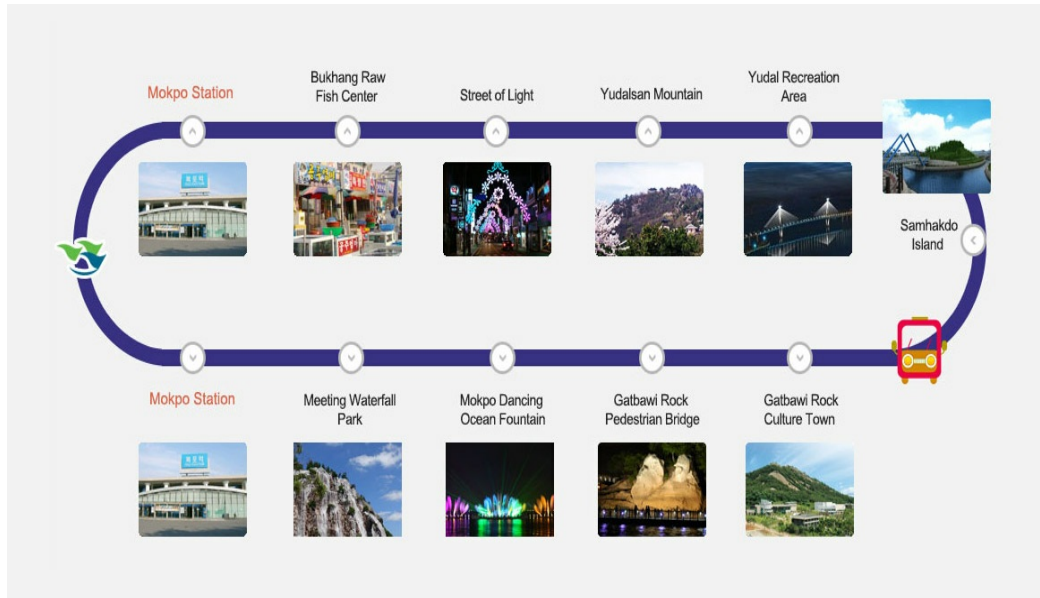 Mokpo Station
Bukhang Raw
Fish Center
Street of Light
Yudalsan Mountain
Yudal Recreation
Area
Samhakdo
Island
Mokpo Station
Meeting Waterfall
Park
Mokpo Dancing
Ocean Fountain
Gatbawi Rock
Pedestrian Bridge
Gatbawi Rock
Culture Town